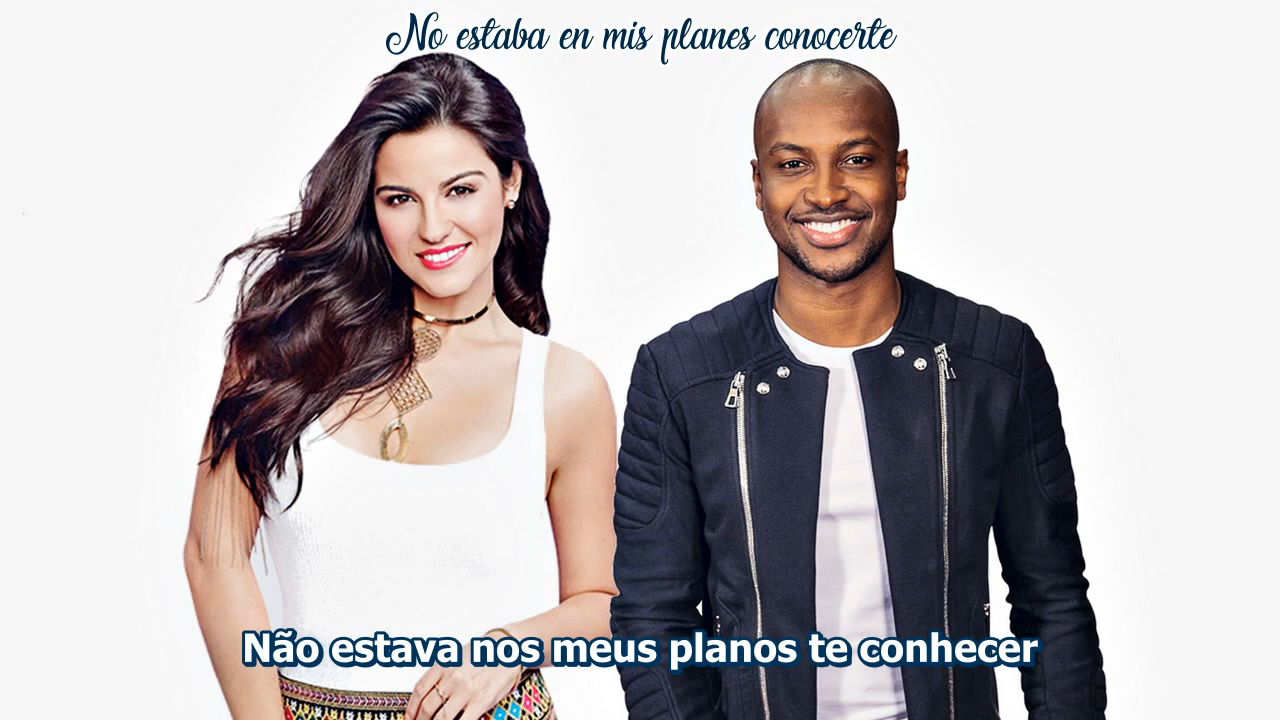 No estaba en mis planes conocerte
Não estava nos meus planos te conhecer